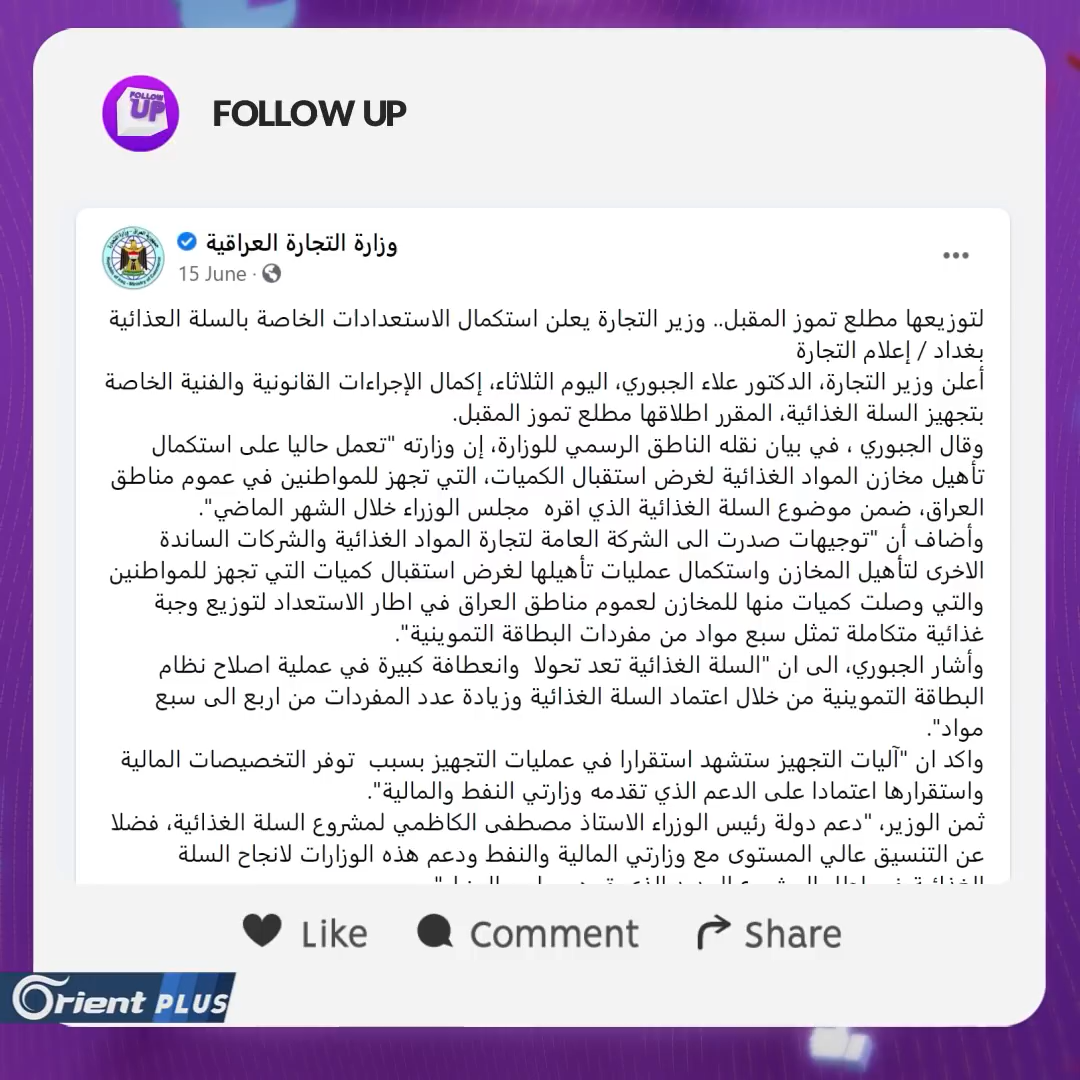 FOLLOW UP
FOLLOW UP
وزارة التجارة العراقية
15 June ·
لتوزيعها مطلع تموز المقبل.. وزير التجارة يعلن استكمال الاستعدادات الخاصة بالسلة العذائية
بغداد / إعلام التجارة
أعلن وزير التجارة، الدكتور علاء الجبوري، اليوم الثلاثاء، إكمال الإجراءات القانونية والفنية الخاصة
بتجهيز السلة الغذائية، المقرر اطلاقها مطلع تموز المقبل.
وقال الجبوري ، في بيان نقله الناطق الرسمي للوزارة، إن وزارته "تعمل حاليا على استكمال
تأهيل مخازن المواد الغذائية لغرض استقبال الكميات، التي تجهز للمواطنين في عموم مناطق
العراق، ضمن موضوع السلة الغذائية الذي اقره مجلس الوزراء خلال الشهر الماضي".
وأضاف أن "توجيهات صدرت الى الشركة العامة لتجارة المواد الغذائية والشركات الساندة
الاخرى لتأهيل المخازن واستكمال عمليات تأهيلها لغرض استقبال كميات التي تجهز للمواطنين
والتي وصلت كميات منها للمخازن لعموم مناطق العراق في اطار الاستعداد لتوزيع وجبة
غذائية متكاملة تمثل سبع مواد من مفردات البطاقة التموينية".
وأشار الجبوري، الى ان "السلة الغذائية تعد تحولا وانعطافة كبيرة في عملية اصلاح نظام
البطاقة التموينية من خلال اعتماد السلة الغذائية وزيادة عدد المفردات من اربع الى سبع
مواد".
واكد ان "آليات التجهيز ستشهد استقرارا في عمليات التجهيز بسبب توفر التخصيصات المالية
واستقرارها اعتمادا على الدعم الذي تقدمه وزارتي النفط والمالية".
ثمن الوزير، "دعم دولة رئيس الوزراء الاستاذ مصطفى الكاظمي لمشروع السلة الغذائية، فضلا
عن التنسيق عالي المستوى مع وزارتي المالية والنفط ودعم هذه الوزارات لانجاح السلة
Like
Comment
Share
Orient PLUS